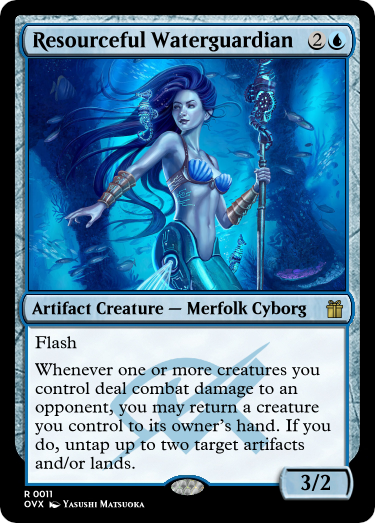 Resourceful Waterguardian 2
Artifact Creature — Merfolk Cyborg
Flash
Whenever one or more creatures you
control deal combat damage to an
opponent, you may return a creature
you control to its owner's hand. If you
do, untap up to two target artifacts
and/or lands.
3/2
R 0011
OVX Yasushi Matsuoka